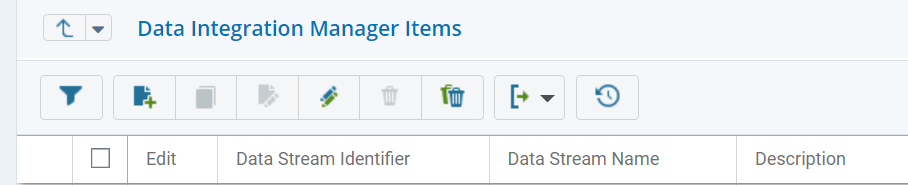 Data Integration Manager Items
Edit Data Stream Identifier Data Stream Name Description